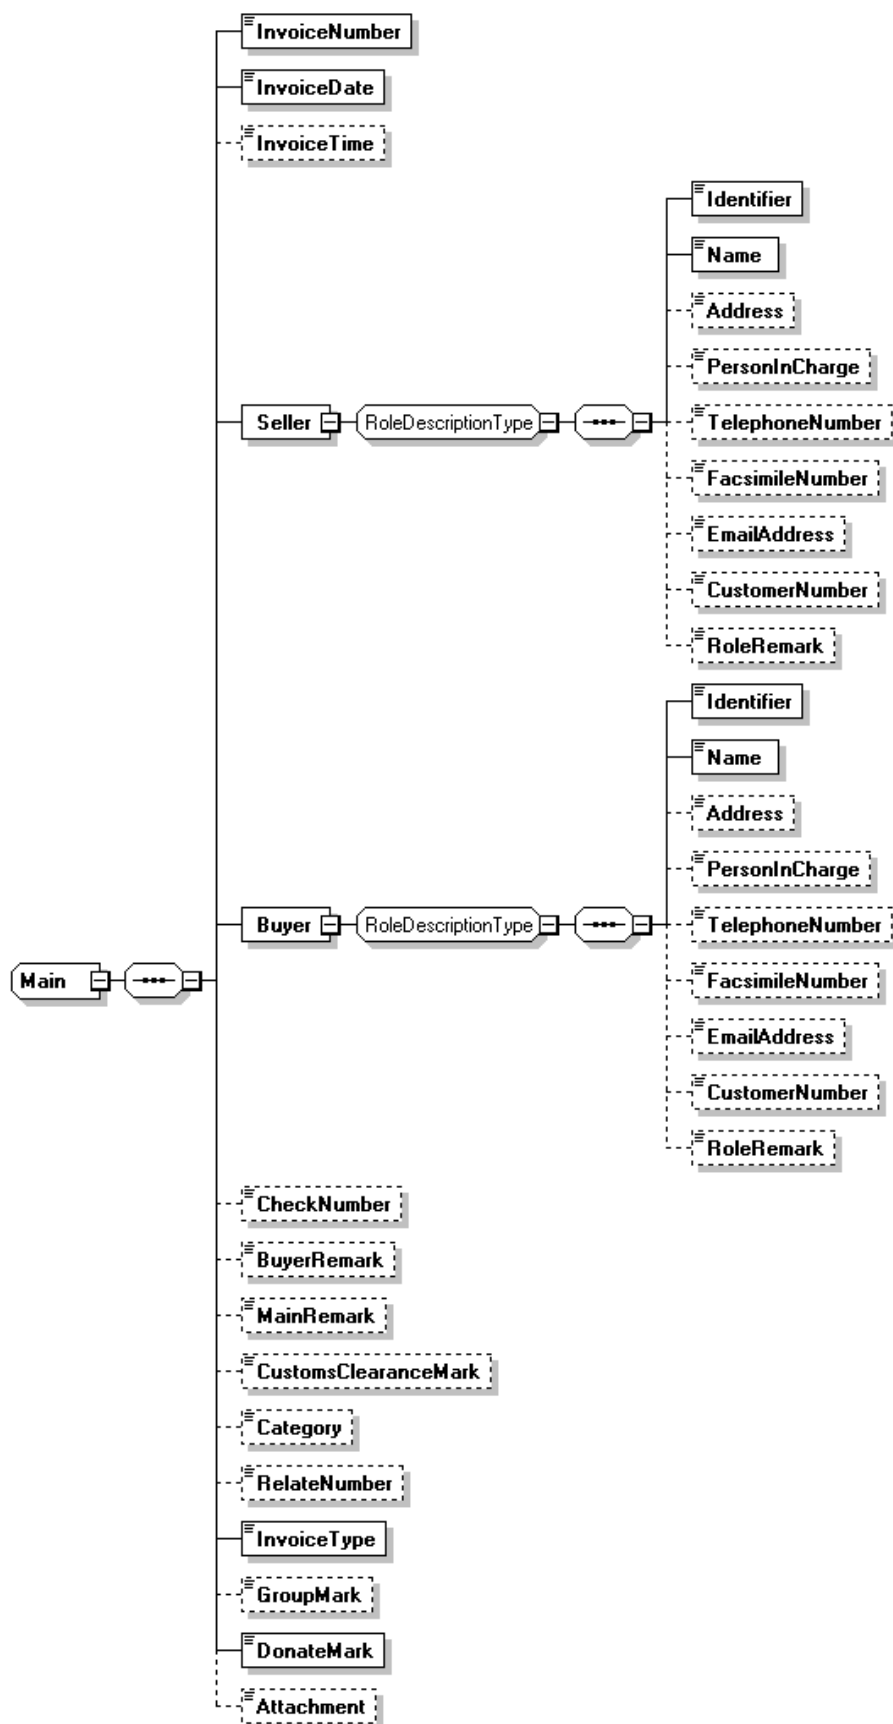 InvoiceNumber
InvoiceDate
InvoiceTime
Identifier
Name
Address
PersonInCharge
Seller RoleDescriptionType TelephoneNumber
FacsimileNumber
EmailAddress
CustomerNumber
RoleRemark
Identifier
Name
Address
PersonInCharge
Buyer RoleDescriptionType TelephoneNumber
Main FacsimileNumber
EmailAddress
CustomerNumber
RoleRemark
CheckNumber
BuyerRemark
MainRemark
CustomsClearanceMark
Category
RelateNumber
InvoiceType
GroupMark
DonateMark
Attachment